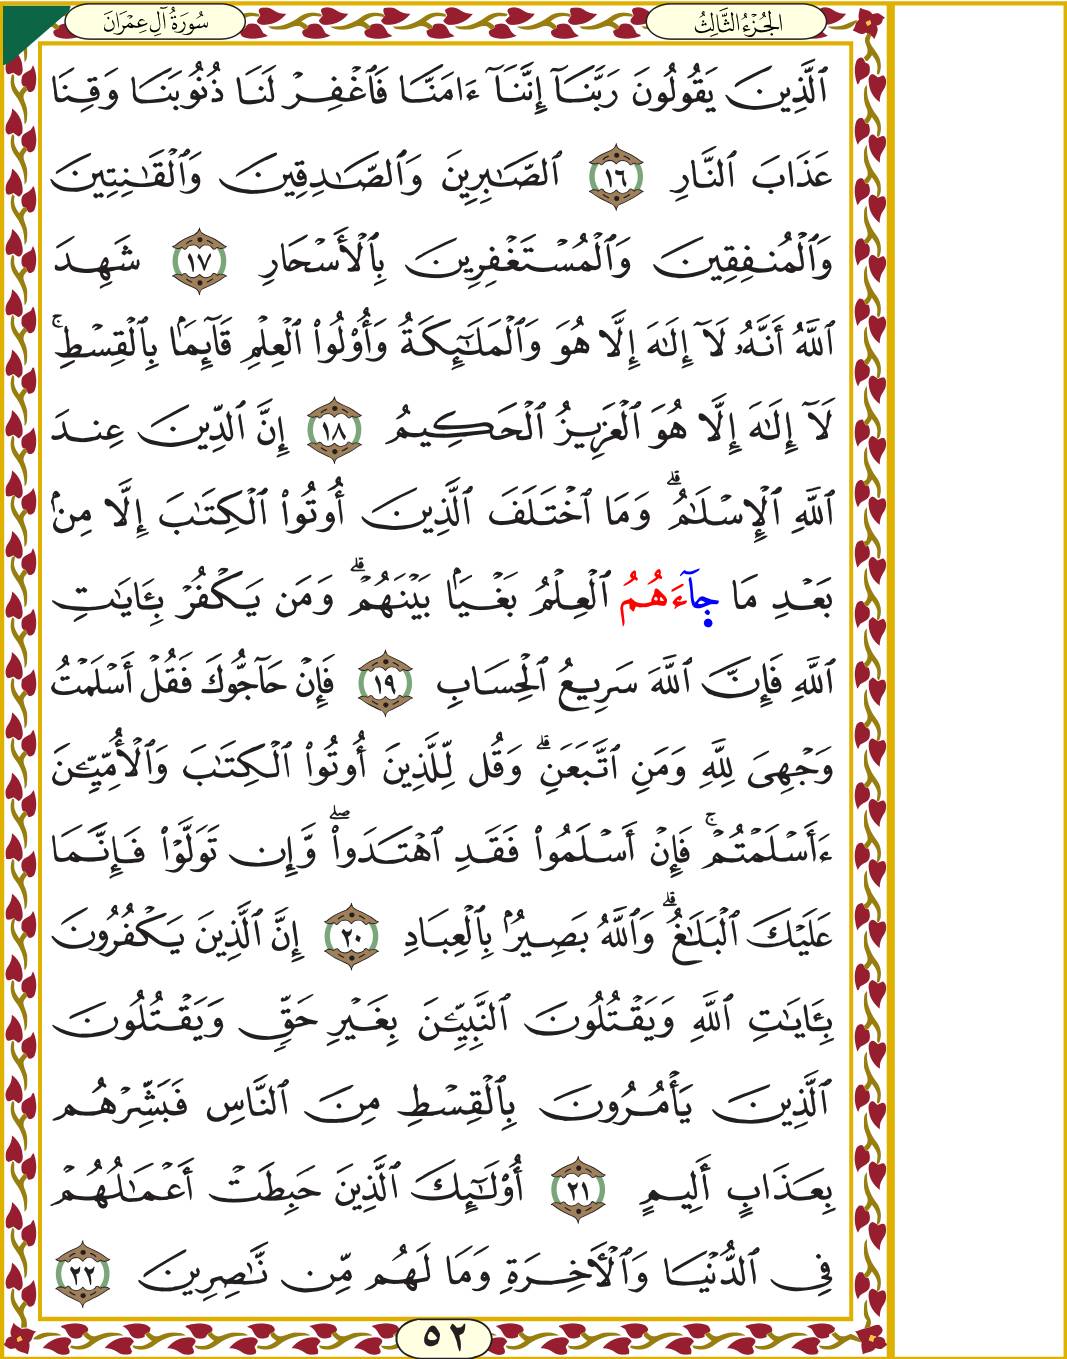 سُورَةُ آلِ عِمْرَانَ
الجُزْءُ الثَّالِثُ
ٱلَّذِينَ يَقُولُونَ رَبَّنَآ إِنَّنَآ ءَامَنَّا فَٱغْفِرْ لَنَا ذُنُوبَنَا وَقِنَا
عَذَابَ ٱلنَّارِ ١٦ ٱلصَّٰبِرِينَ وَٱلصَّٰدِقِينَ وَٱلْقَٰنِتِينَ
وَٱلْمُنفِقِينَ وَٱلْمُسْتَغْفِرِينَ بِٱلْأَسْحَارِ ١٧ شَهِدَ
ٱللَّهُ أَنَّهُۥ لَآ إِلَٰهَ إِلَّا هُوَ وَٱلْمَلَٰٓئِكَةُ وَأُو۟لُوا۟ ٱلْعِلْمِ قَآئِمَۢا بِٱلْقِسْطِ ۚ
لَآ إِلَٰهَ إِلَّا هُوَ ٱلْعَزِيزُ ٱلْحَكِيمُ ١٨ إِنَّ ٱلدِّينَ عِندَ
ٱللَّهِ ٱلْإِسْلَٰمُ ۗ وَمَا ٱخْتَلَفَ ٱلَّذِينَ أُوتُوا۟ ٱلْكِتَٰبَ إِلَّا مِنۢ
بَعْدِ مَا جَآءَهُمُ ٱلْعِلْمُ بَغْيَۢا بَيْنَهُمْ ۗ وَمَن يَكْفُرْ بِـَٔايَٰتِ
ٱللَّهِ فَإِنَّ ٱللَّهَ سَرِيعُ ٱلْحِسَابِ ١٩ فَإِنْ حَآجُّوكَ فَقُلْ أَسْلَمْتُ
وَجْهِىَ لِلَّهِ وَمَنِ ٱتَّبَعَنِ ۗ وَقُل لِّلَّذِينَ أُوتُوا۟ ٱلْكِتَٰبَ وَٱلْأُمِّيِّـۧنَ
ءَأَسْلَمْتُمْ ۚ فَإِنْ أَسْلَمُوا۟ فَقَدِ ٱهْتَدَوا۟ ۖ وَّإِن تَوَلَّوْا۟ فَإِنَّمَا
عَلَيْكَ ٱلْبَلَٰغُ ۗ وَٱللَّهُ بَصِيرُۢ بِٱلْعِبَادِ ٢٠ إِنَّ ٱلَّذِينَ يَكْفُرُونَ
بِـَٔايَٰتِ ٱللَّهِ وَيَقْتُلُونَ ٱلنَّبِيِّـۧنَ بِغَيْرِ حَقٍّ وَيَقْتُلُونَ
ٱلَّذِينَ يَأْمُرُونَ بِٱلْقِسْطِ مِنَ ٱلنَّاسِ فَبَشِّرْهُم
بِعَذَابٍ أَلِيمٍ ٢١ أُو۟لَٰٓئِكَ ٱلَّذِينَ حَبِطَتْ أَعْمَٰلُهُمْ
فِى ٱلدُّنْيَا وَٱلْأَخِرَةِ وَمَا لَهُم مِّن نَّٰصِرِينَ ٢٢
٥٢